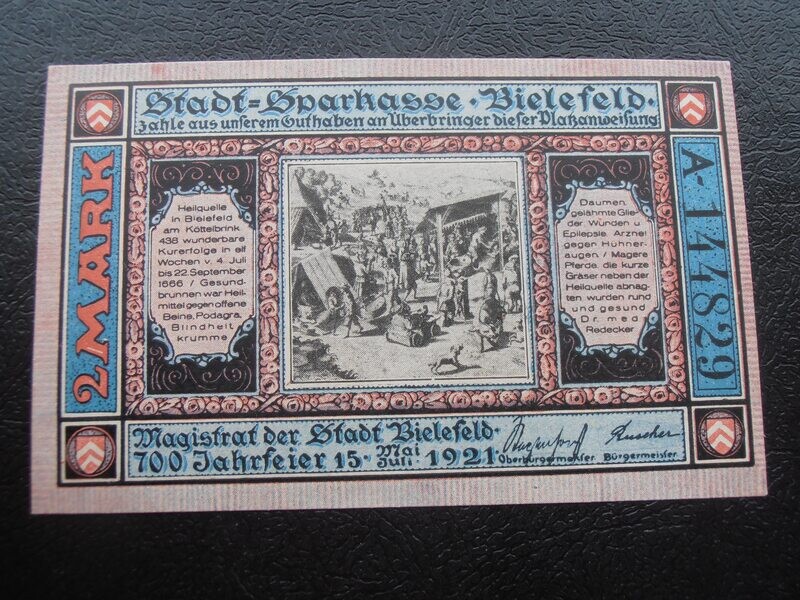 Stadt=Sparkasse · Bielefeld ·
zahle aus unserem Guthaben an Überbringer dieser Platzanweisung
2 MARK
Heilquelle
in Bielefeld
am Köttelbrink
438 wunderbare
Kurerfolge in elf
Wochen v. 4. Juli
bis 22. September
1666 / Gesund-
brunnen war Heil-
mittel gegen offene
Beine, Podagra,
Blindheit
krumme
Daumen,
gelähmte Glie-
der Wunden u
Epilepsie. Arznei
gegen Hühner-
augen. / Magere
Pferde, die kurze
Gräser neben der
Heilquelle abnag-
ten, wurden rund
und gesund
Dr. med
Redecker
A-144829
Magistrat der Stadt Bielefeld·
700 Jahrfeier 15· Mai Juli· 1921·
Oberbürgermeister Bürgermeister